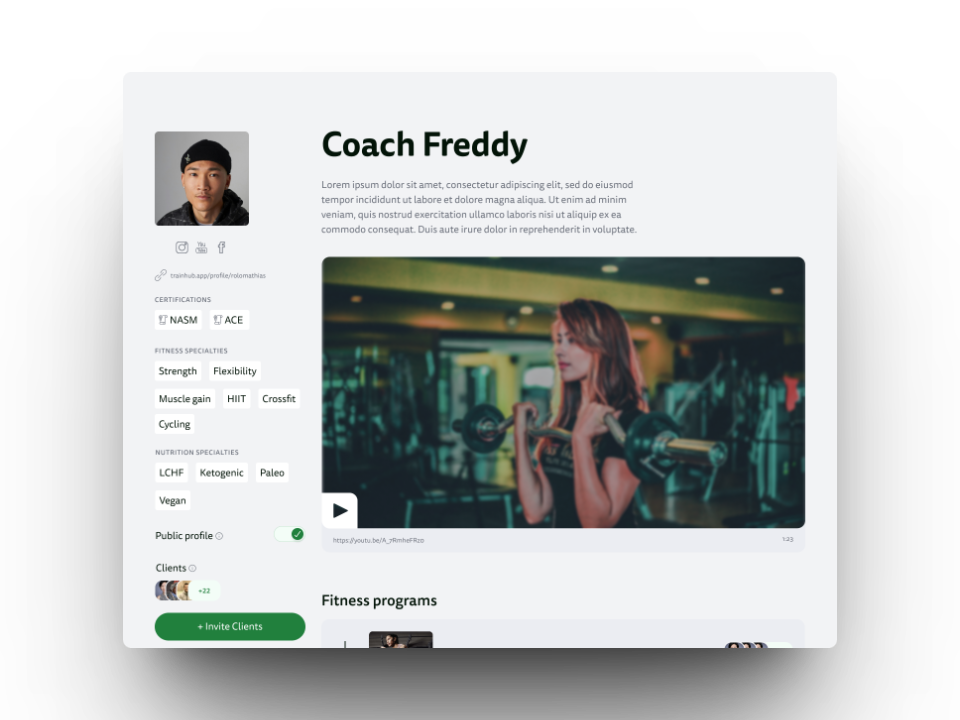 Coach Freddy
Lorem ipsum dolor sit amet, consectetur adipiscing elit, sed do eiusmod
tempor incididunt ut labore et dolore magna aliqua. Ut enim ad minim
veniam, quis nostrud exercitation ullamco laboris nisi ut aliquip ex ea
commodo consequat. Duis aute irure dolor in reprehenderit in voluptate.
trainhub.app/profile/rolomathias
CERTIFICATIONS
NASM ACE
FITNESS SPECIALTIES
Strength Flexibility
Muscle gain HIIT Crossfit
Cycling
NUTRITION SPECIALTIES
LCHF Ketogenic Paleo
Vegan
Public profile
Clients
+22
+ Invite Clients
1:23
Fitness programs